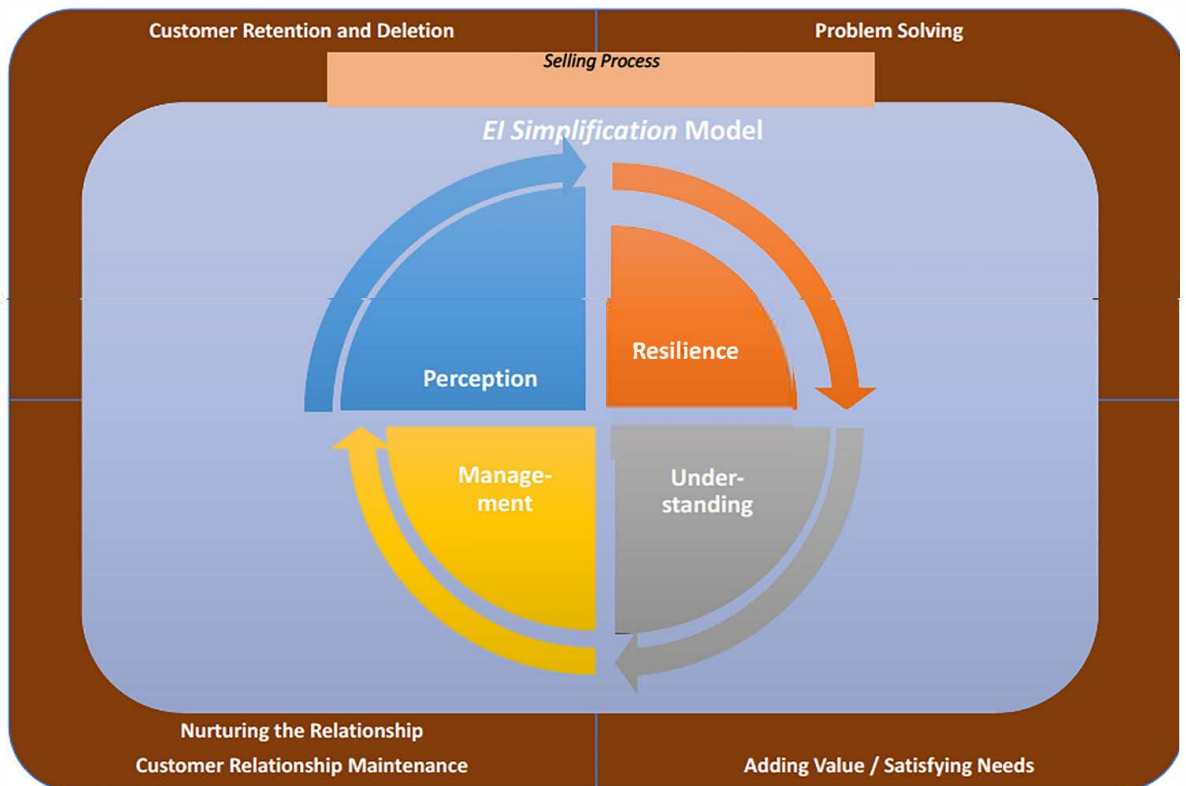 Customer Retention and Deletion
Problem Solving
Selling Process
EI Simplification Model
Resilience
Perception
Manage-
ment
Under-
standing
Nurturing the Relationship
Customer Relationship Maintenance
Adding Value / Satisfying Needs